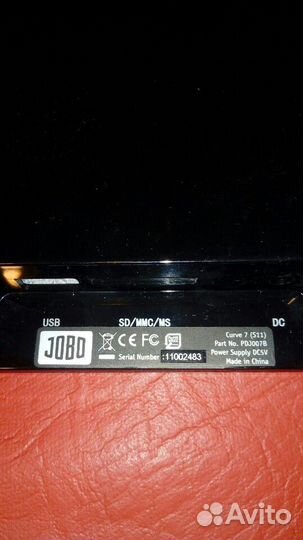 USB SD/MMC/MS DC
JOBO
CE FC
Serial Number :11002483
Curve 7 (S11)
Part No. PDJ007B
Power Supply DC5V
Made in China
Avito